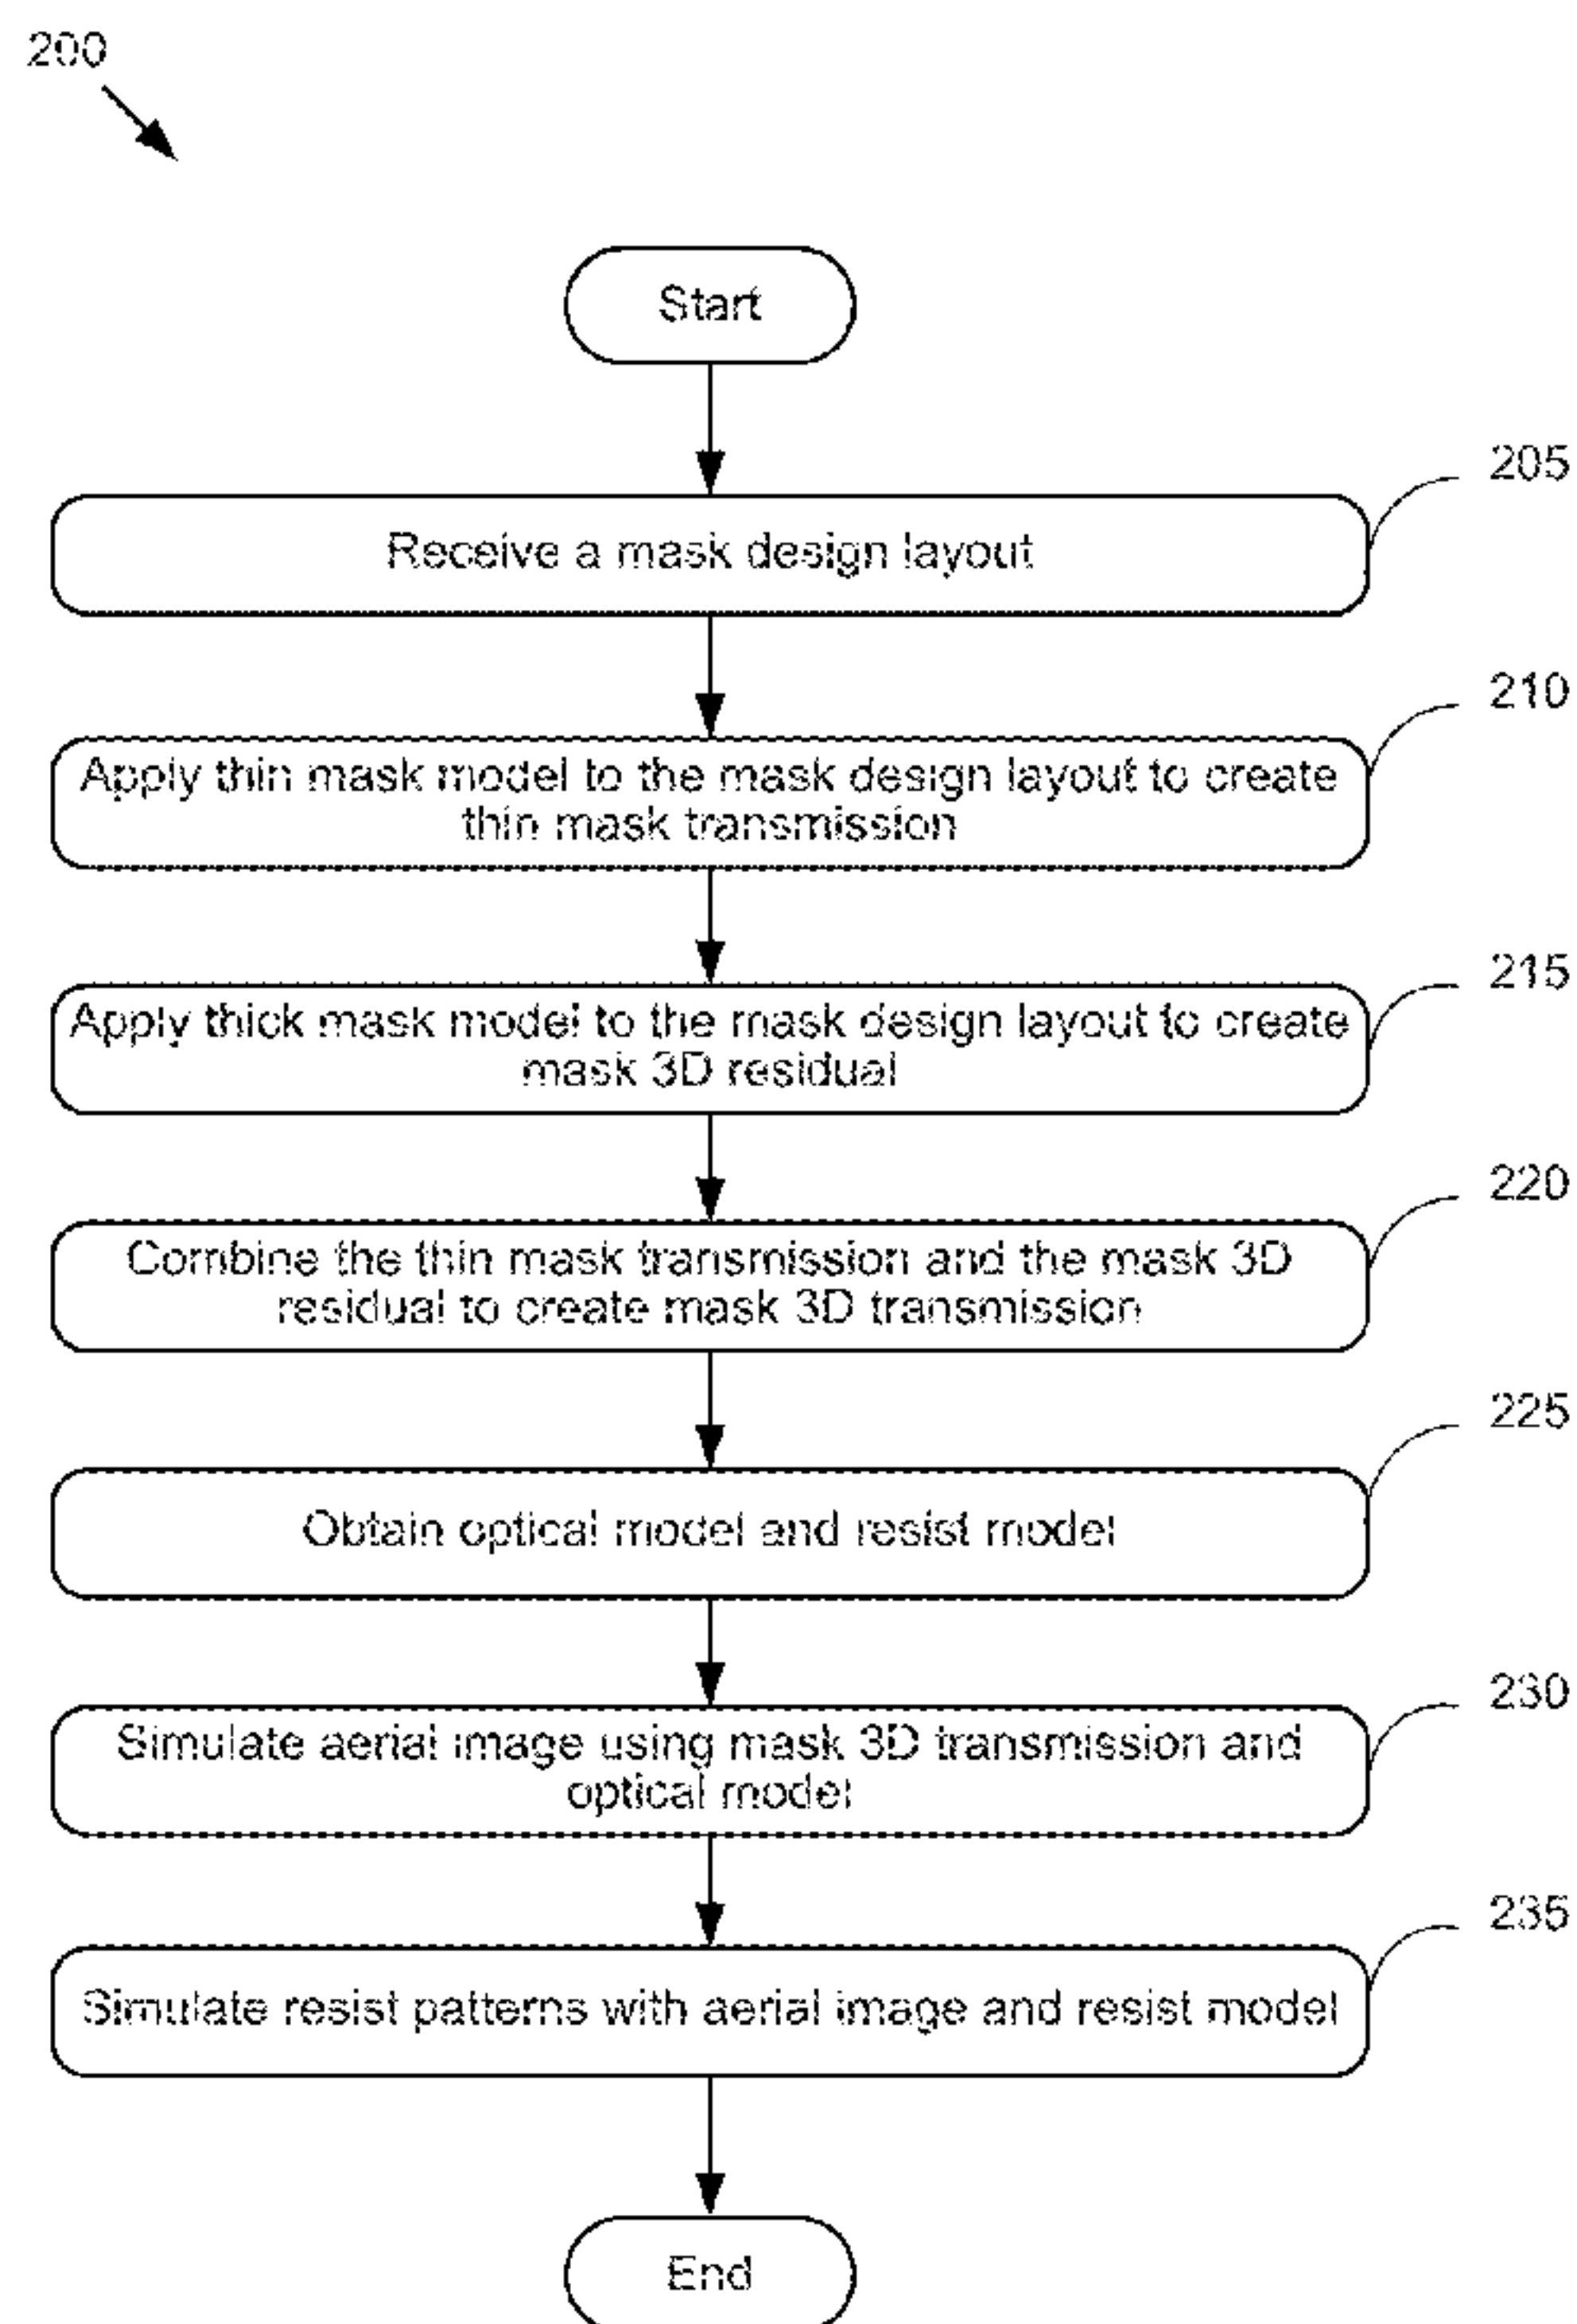 200
Start
205
Receive a mask design layout
210
Apply thin mask model to the mask design layout to create
thin mask transmission
215
Apply thick mask model to the mask design layout to create
mask 3D residual
220
Combine the thin mask transmission and the mask 3D
residual to create mask 3D transmission
225
Obtain optical model and resist model
230
Simulate aerial image using mask 3D transmission and
optical model
235
Simulate resist patterns with aerial image and resist model
End